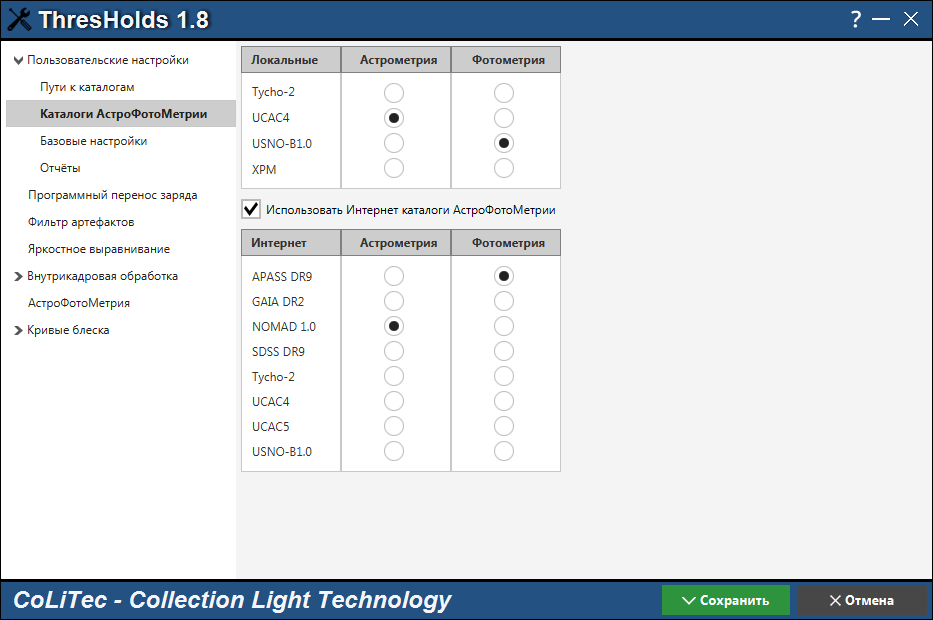 ThresHolds 1.8
?
Пользовательские настройки
Пути к каталогам
Каталоги АстроФотоМетрии
Базовые настройки
Отчёты
Программный перенос заряда
Фильтр артефактов
Яркостное выравнивание
Внутрикадровая обработка
АстроФотоМетрия
Кривые блеска
Локальные Астрометрия Фотометрия
Tycho-2
UCAC4
USNO-B1.0
XPM
Использовать Интернет каталоги АстроФотоМетрии
Интернет Астрометрия Фотометрия
APASS DR9
GAIA DR2
NOMAD 1.0
SDSS DR9
Tycho-2
UCAC4
UCAC5
USNO-B1.0
CoLiTec - Collection Light Technology
Сохранить
Отмена